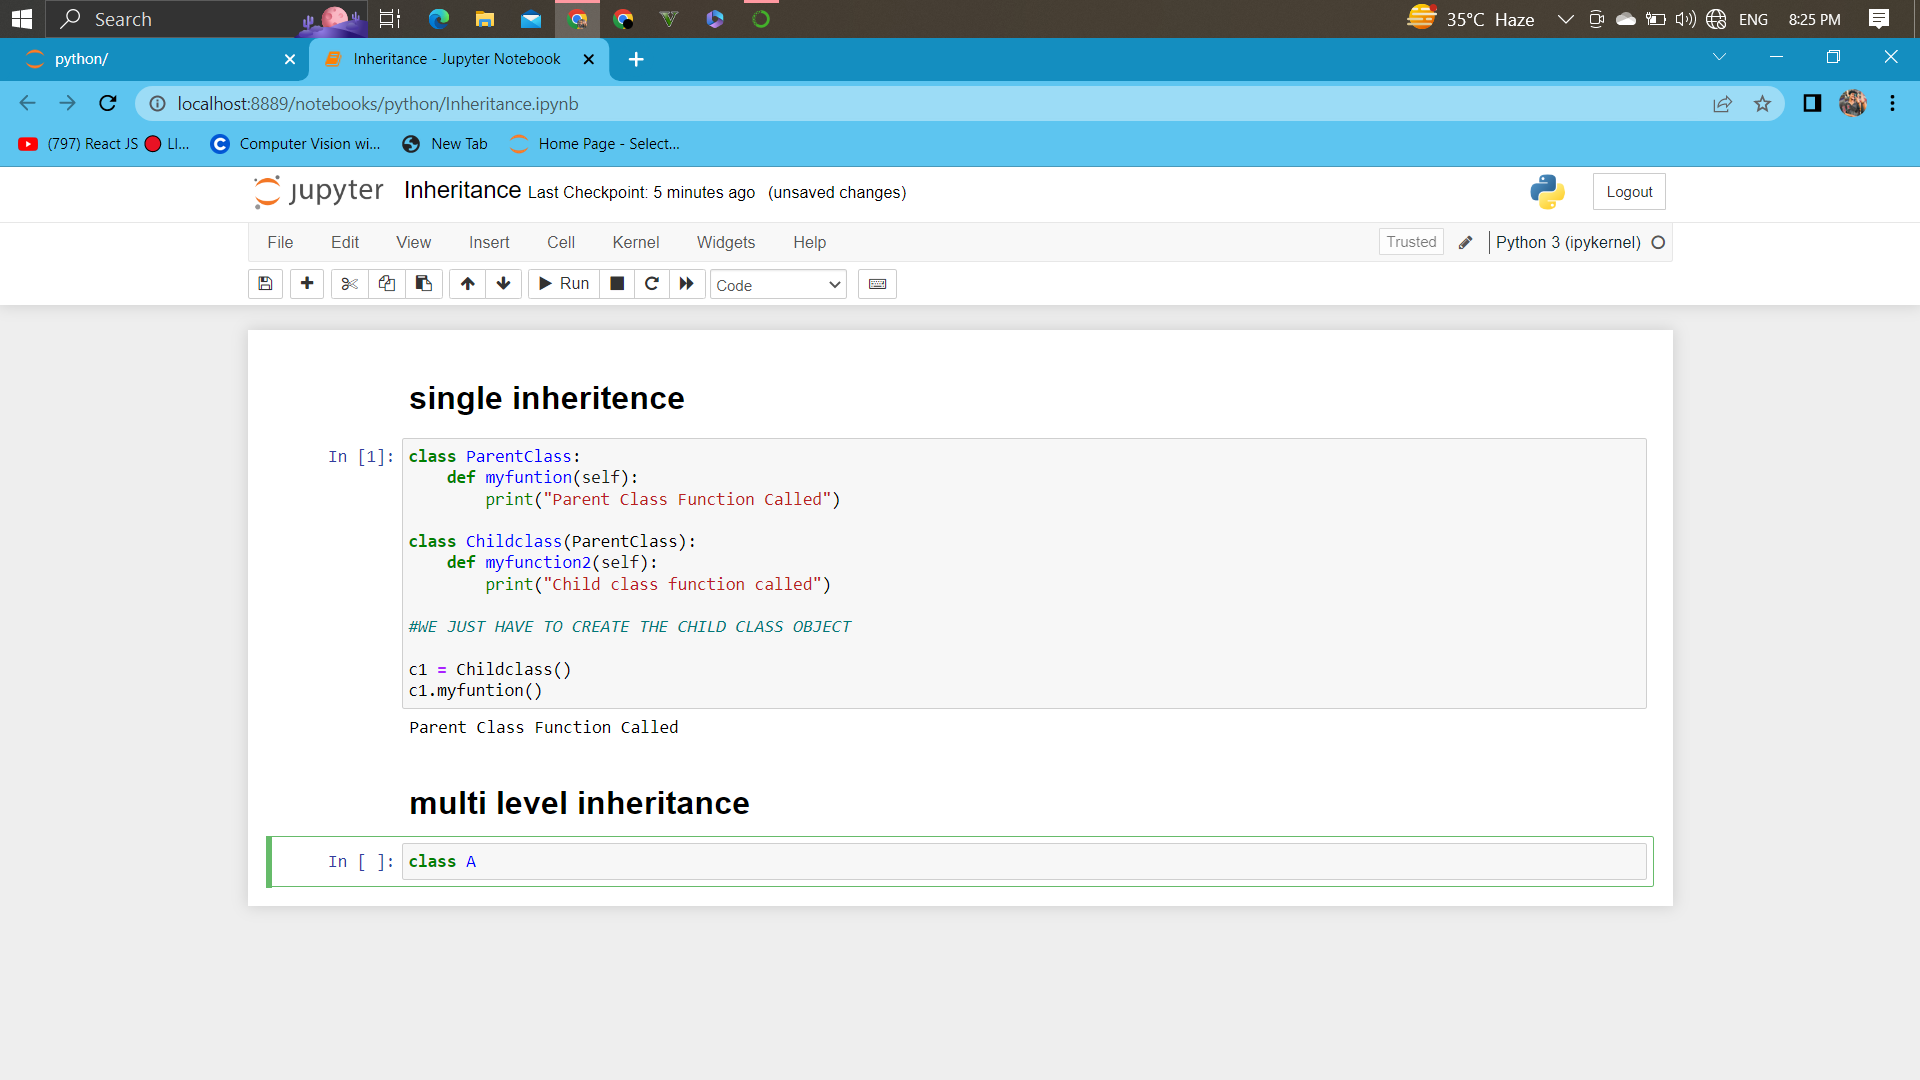 Search
35°C Haze
ENG
8:25 PM
python/
Inheritance - Jupyter Notebook
localhost:8889/notebooks/python/Inheritance.ipynb
(797) React JS 🔴 LI...
Computer Vision wi...
New Tab
Home Page - Select...
jupyter Inheritance Last Checkpoint: 5 minutes ago (unsaved changes)
Logout
File Edit View Insert Cell Kernel Widgets Help
Trusted
Python 3 (ipykernel)
Run
Code
single inheritence
In [1]:
class ParentClass:
    def myfuntion(self):
        print("Parent Class Function Called")
class Childclass(ParentClass):
    def myfunction2(self):
        print("Child class function called")
#WE JUST HAVE TO CREATE THE CHILD CLASS OBJECT
c1 = Childclass()
c1.myfuntion()
Parent Class Function Called
multi level inheritance
In [ ]: class A